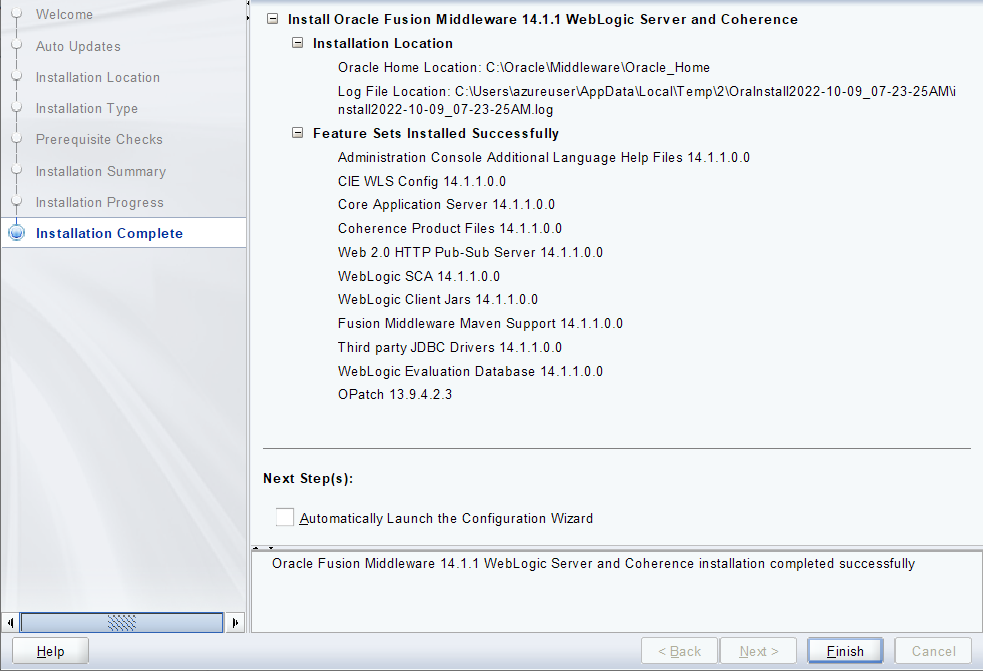 Welcome
Auto Updates
Installation Location
Installation Type
Prerequisite Checks
Installation Summary
Installation Progress
Installation Complete
Install Oracle Fusion Middleware 14.1.1 WebLogic Server and Coherence
Installation Location
Oracle Home Location: C:\Oracle\Middleware\Oracle_Home
Log File Location: C:\Users\azureuser\AppData\Local\Temp\2\OraInstall2022-10-09_07-23-25AM\i
nstall2022-10-09_07-23-25AM.log
Feature Sets Installed Successfully
Administration Console Additional Language Help Files 14.1.1.0.0
CIE WLS Config 14.1.1.0.0
Core Application Server 14.1.1.0.0
Coherence Product Files 14.1.1.0.0
Web 2.0 HTTP Pub-Sub Server 14.1.1.0.0
WebLogic SCA 14.1.1.0.0
WebLogic Client Jars 14.1.1.0.0
Fusion Middleware Maven Support 14.1.1.0.0
Third party JDBC Drivers 14.1.1.0.0
WebLogic Evaluation Database 14.1.1.0.0
OPatch 13.9.4.2.3
Next Step(s):
Automatically Launch the Configuration Wizard
Oracle Fusion Middleware 14.1.1 WebLogic Server and Coherence installation completed successfully
Help
< Back
Next >
Finish
Cancel